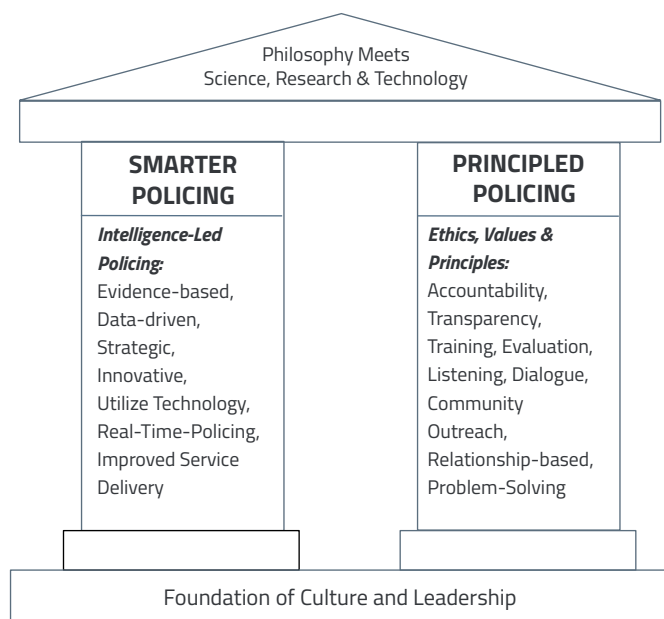 Philosophy Meets
Science, Research & Technology
SMARTER
POLICING
Intelligence-Led
Policing:
Evidence-based,
Data-driven,
Strategic,
Innovative,
Utilize Technology,
Real-Time-Policing,
Improved Service
Delivery
PRINCIPLED
POLICING
Ethics, Values &
Principles:
Accountability,
Transparency,
Training, Evaluation,
Listening, Dialogue,
Community
Outreach,
Relationship-based,
Problem-Solving
Foundation of Culture and Leadership